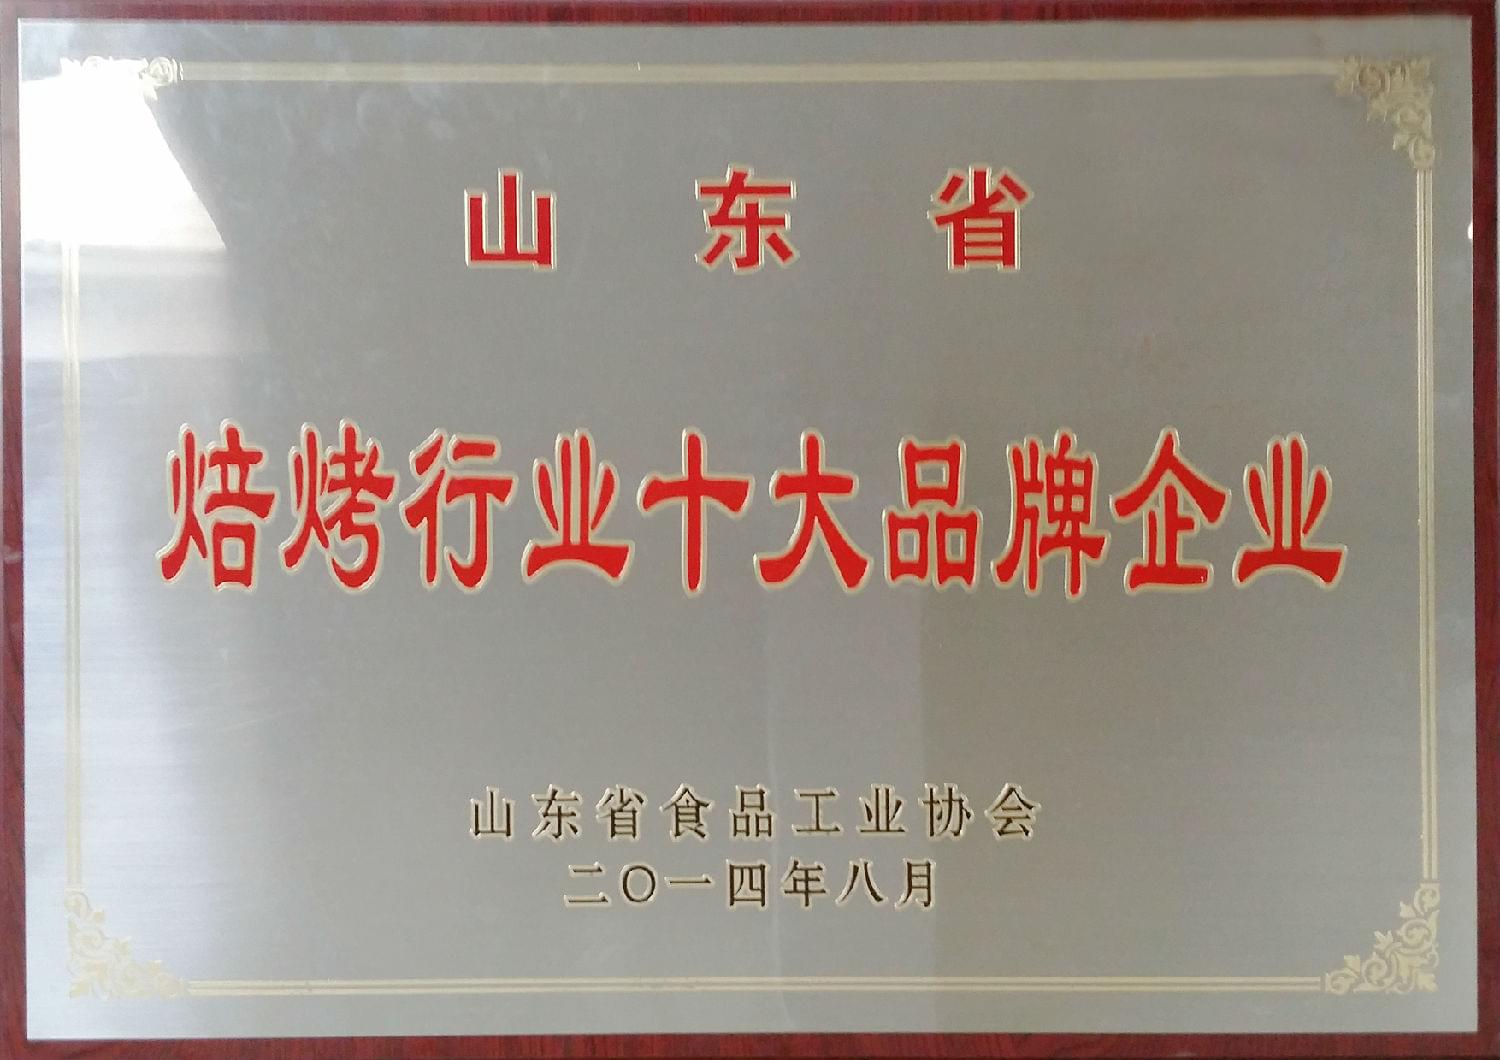 山东省
焙烤行业十大品牌企业
山东省食品工业协会
二〇一四年八月